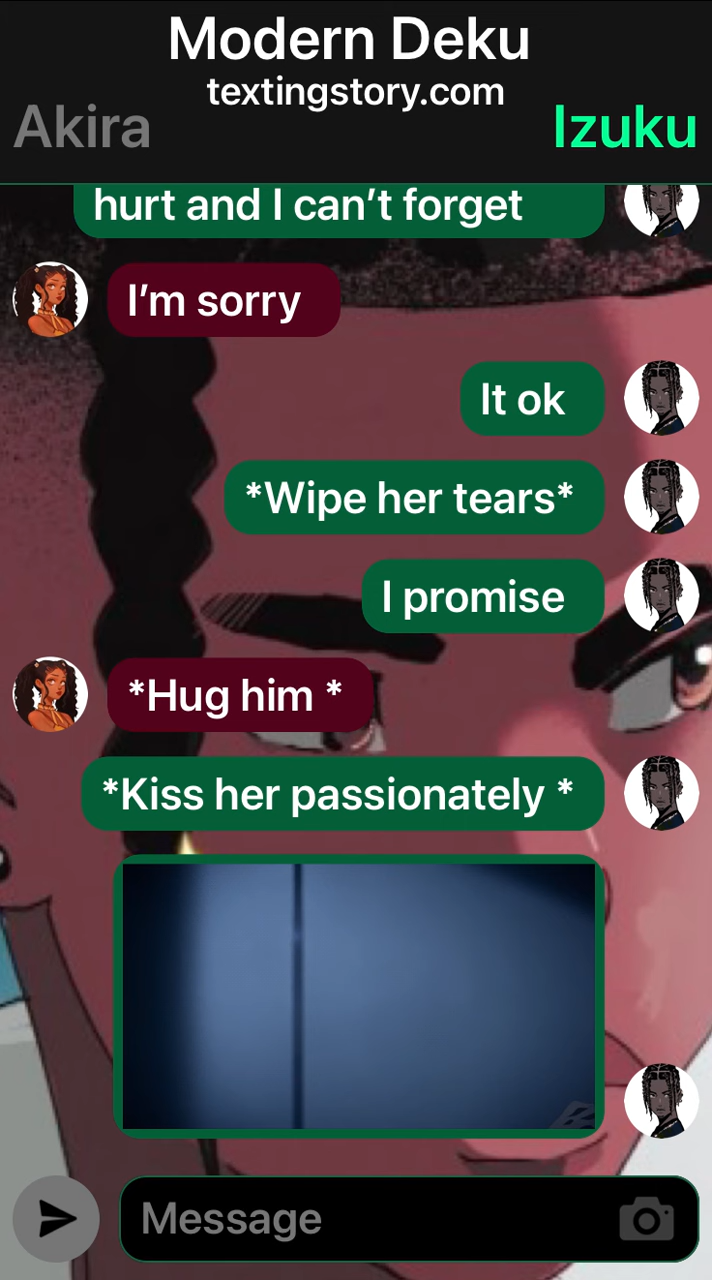 Modern Deku
textingstory.com
Akira
Izuku
hurt and I can’t forget
I’m sorry
It ok
*Wipe her tears*
I promise
*Hug him *
*Kiss her passionately *
Message